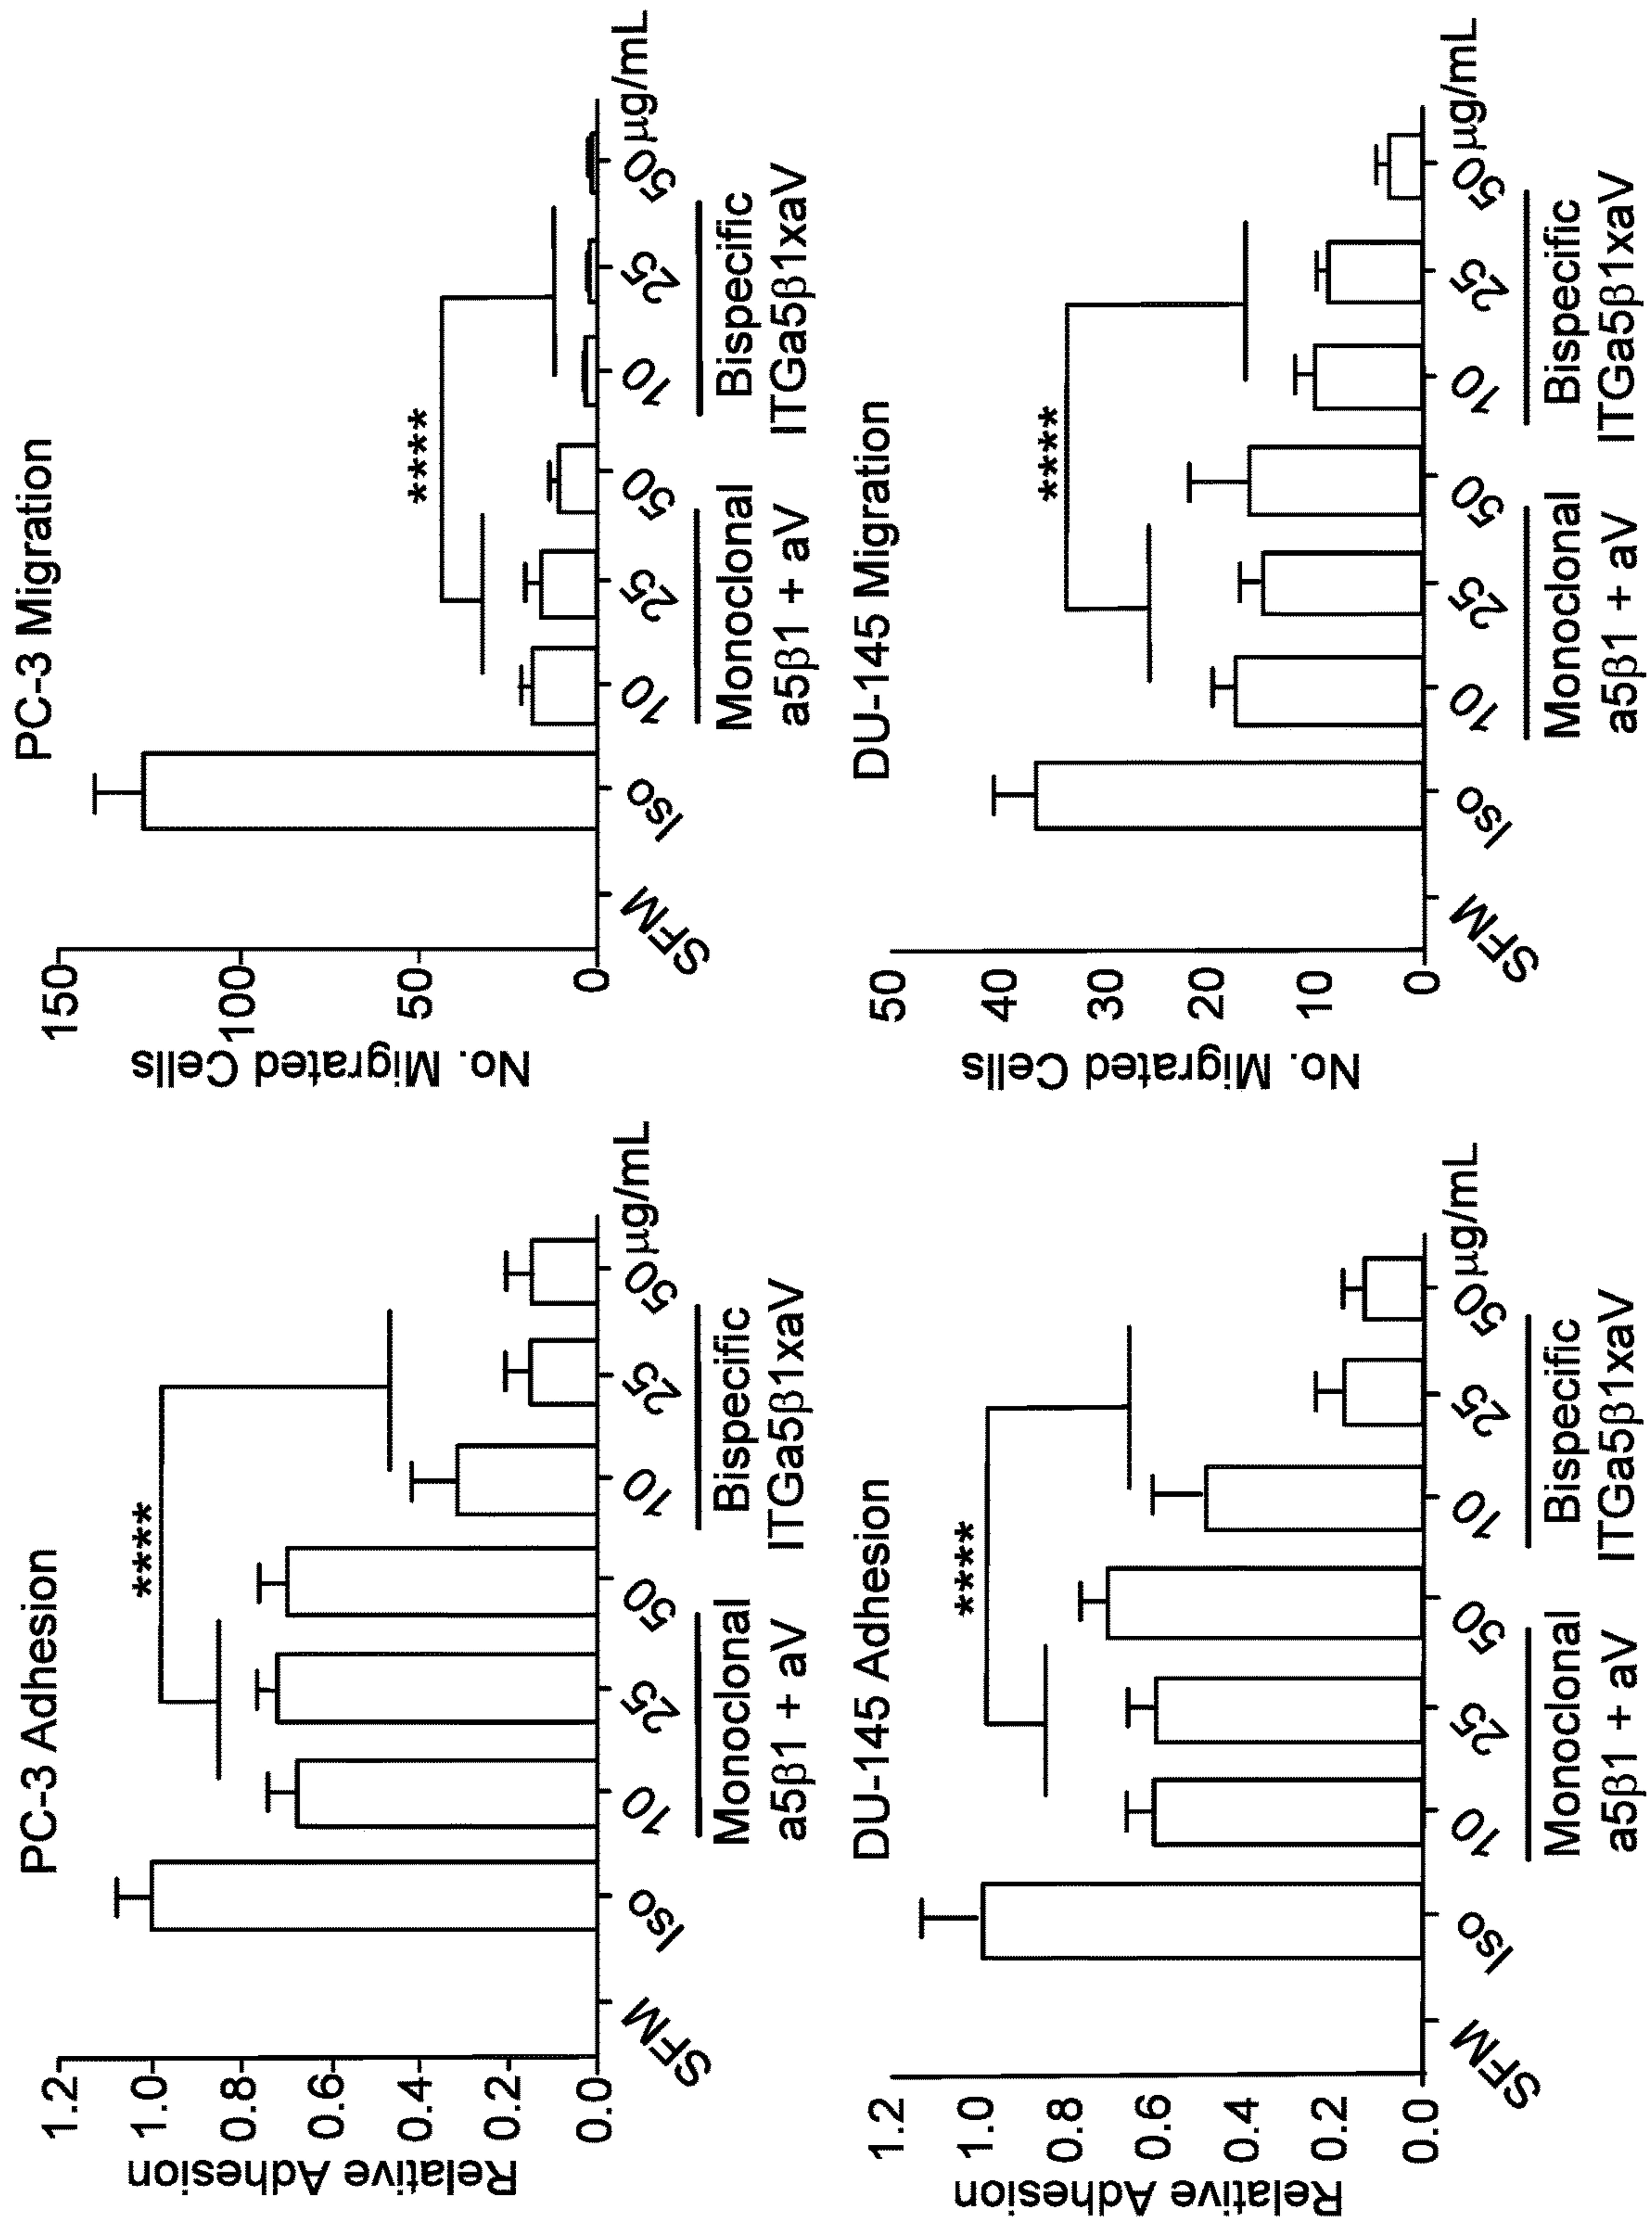 PC-3 Adhesion
Relative Adhesion
1.2
1.0
0.8
0.6
0.4
0.2
0.0
****
SFM Iso 10 25 50 10 25 50 μg/mL
Monoclonal Bispecific
a5β1 + aV ITGa5β1xaV
PC-3 Migration
No. Migrated Cells
150
100
50
0
****
SFM Iso 10 25 50 10 25 50 μg/mL
Monoclonal Bispecific
a5β1 + aV ITGa5β1xaV
DU-145 Adhesion
Relative Adhesion
1.2
1.0
0.8
0.6
0.4
0.2
0.0
****
SFM Iso 10 25 50 10 25 50 μg/mL
Monoclonal Bispecific
a5β1 + aV ITGa5β1xaV
DU-145 Migration
No. Migrated Cells
50
40
30
20
10
0
****
SFM Iso 10 25 50 10 25 50 μg/mL
Monoclonal Bispecific
a5β1 + aV ITGa5β1xaV